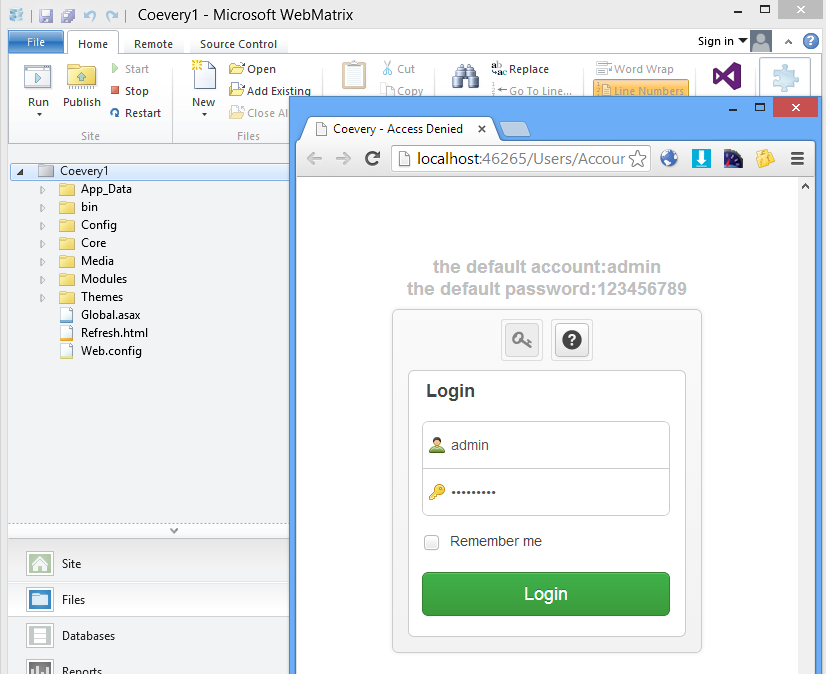 Coevery1 - Microsoft WebMatrix
File
Home
Remote
Source Control
Sign in
Run
Publish
Start
Stop
Restart
Site
New
Open
Add Existing
Close Al
Files
Cut
Copy
Replace
Go To Line...
Word Wrap
Line Numbers
Coevery1
App_Data
bin
Config
Core
Media
Modules
Themes
Global.asax
Refresh.html
Web.config
Site
Files
Databases
Reports
Coevery - Access Denied
localhost:46265/Users/Accour
the default account:admin
the default password:123456789
Login
admin
•••••••••
Remember me
Login